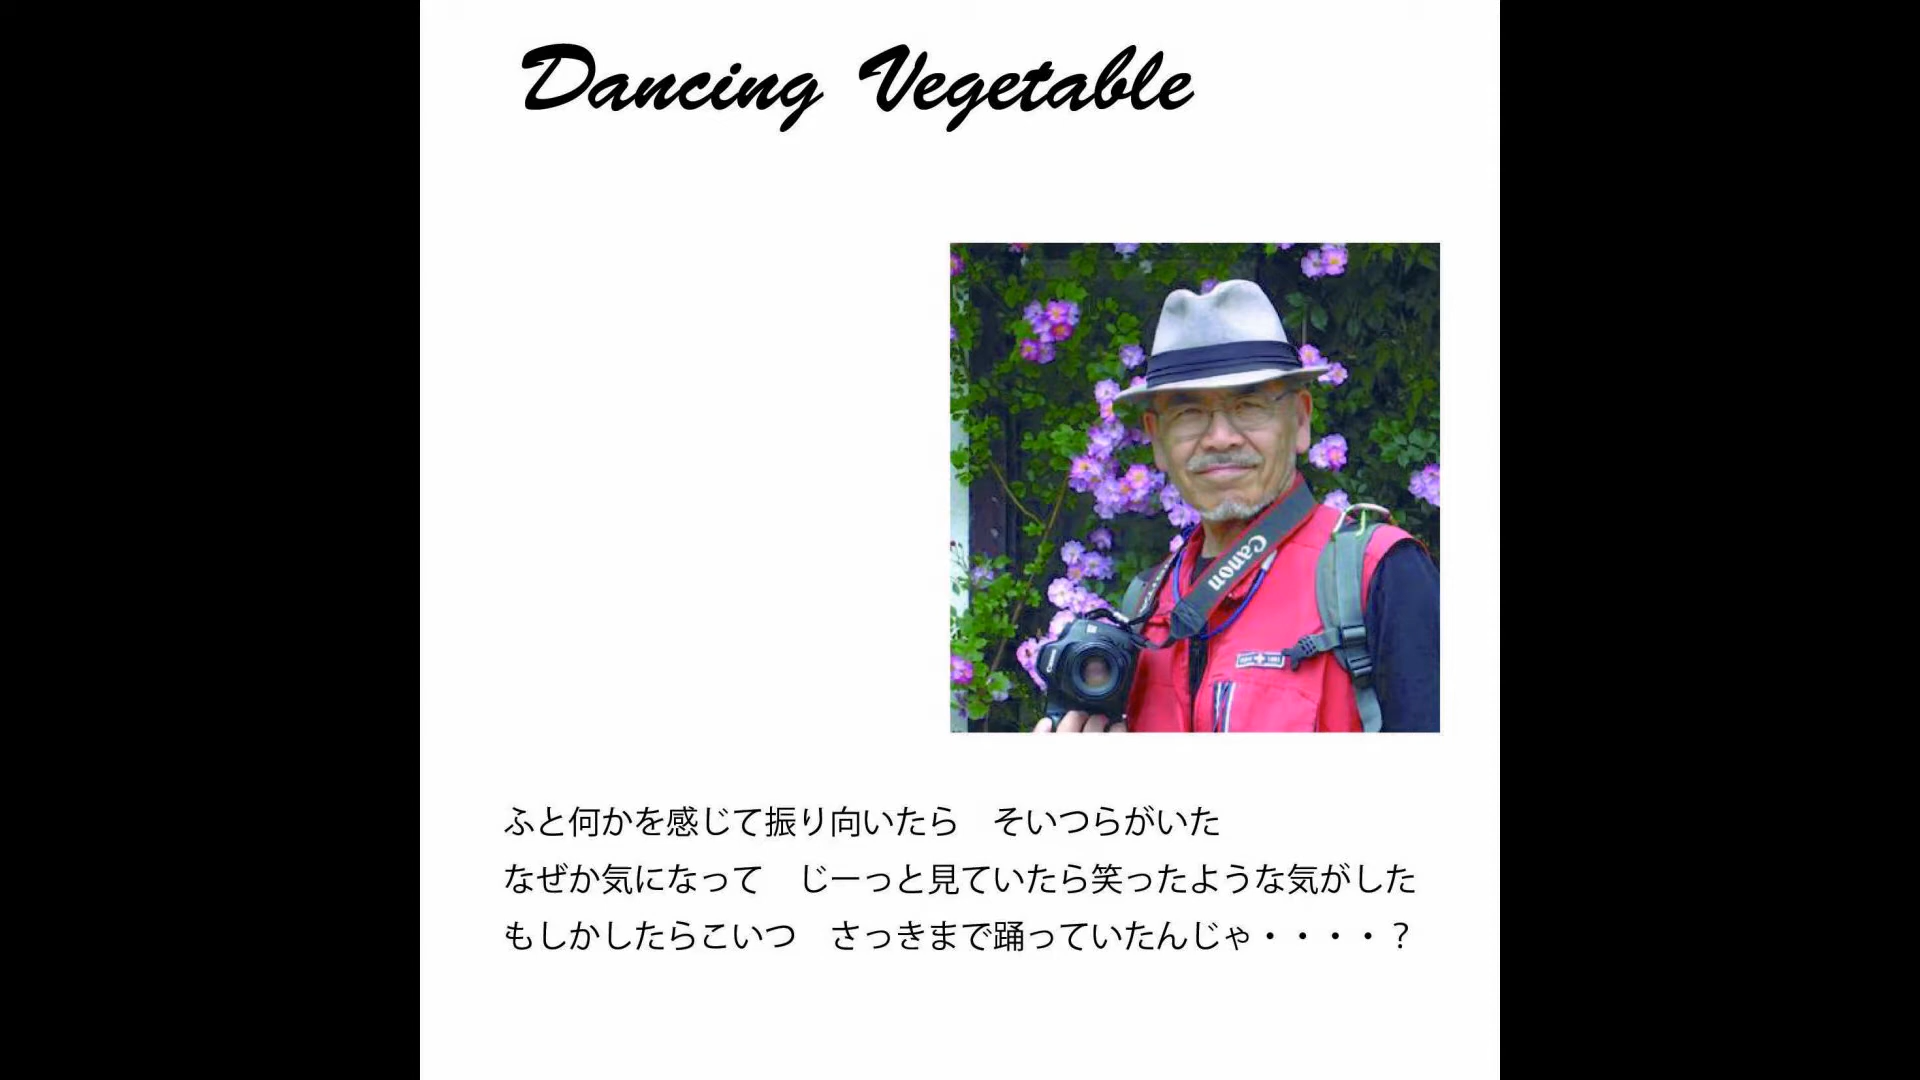 Dancing Vegetable
Canon
ふと何かを感じて振り向いたら　そいつらがいた
なぜか気になって　じーっと見ていたら笑ったような気がした
もしかしたらこいつ　さっきまで踊っていたんじゃ・・・・？